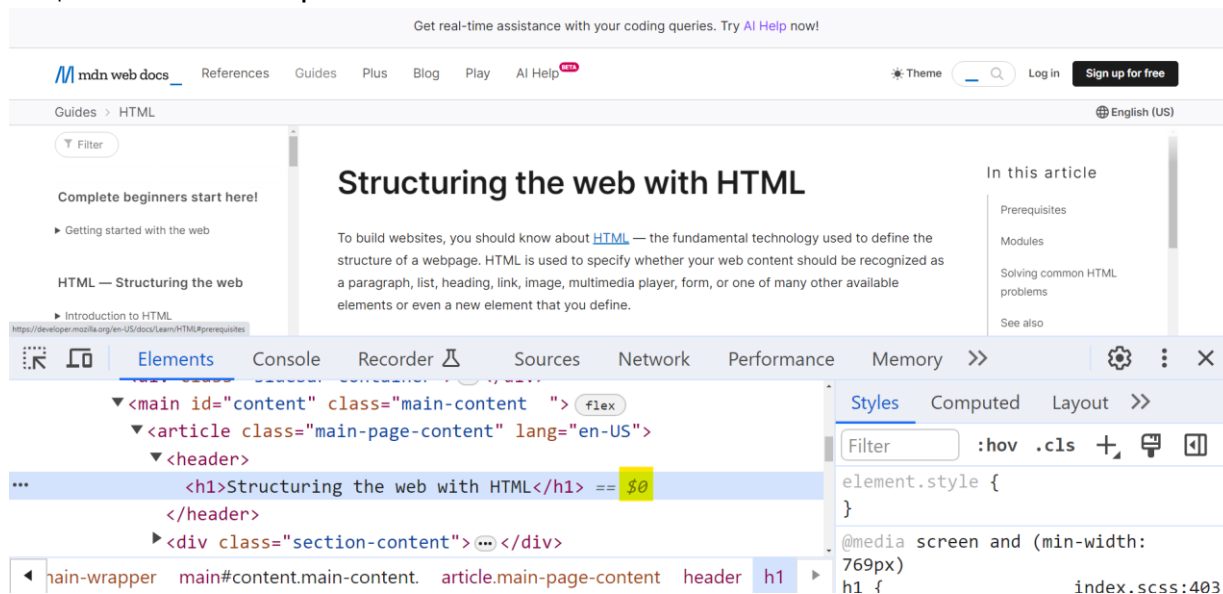 Get real-time assistance with your coding queries. Try AI Help now!
mdn web docs_ References Guides Plus Blog Play AI Help BETA Theme Log in Sign up for free
Guides > HTML English (US)
Filter
Complete beginners start here!
▶ Getting started with the web
HTML — Structuring the web
▶ Introduction to HTML
https://developer.mozilla.org/en-US/docs/Learn/HTML#prerequisites
Structuring the web with HTML
To build websites, you should know about HTML — the fundamental technology used to define the
structure of a webpage. HTML is used to specify whether your web content should be recognized as
a paragraph, list, heading, link, image, multimedia player, form, or one of many other available
elements or even a new element that you define.
In this article
Prerequisites
Modules
Solving common HTML
problems
See also
Elements Console Recorder Sources Network Performance Memory >>
▼<main id="content" class="main-content  "> flex
▼<article class="main-page-content" lang="en-US">
▼<header>
<h1>Structuring the web with HTML</h1> == $0
</header>
▶<div class="section-content">…</div>
main#content.main-content. article.main-page-content header h1
Styles Computed Layout >>
Filter :hov .cls +
element.style {
}
@media screen and (min-width:
769px)
h1 { index.scss:403